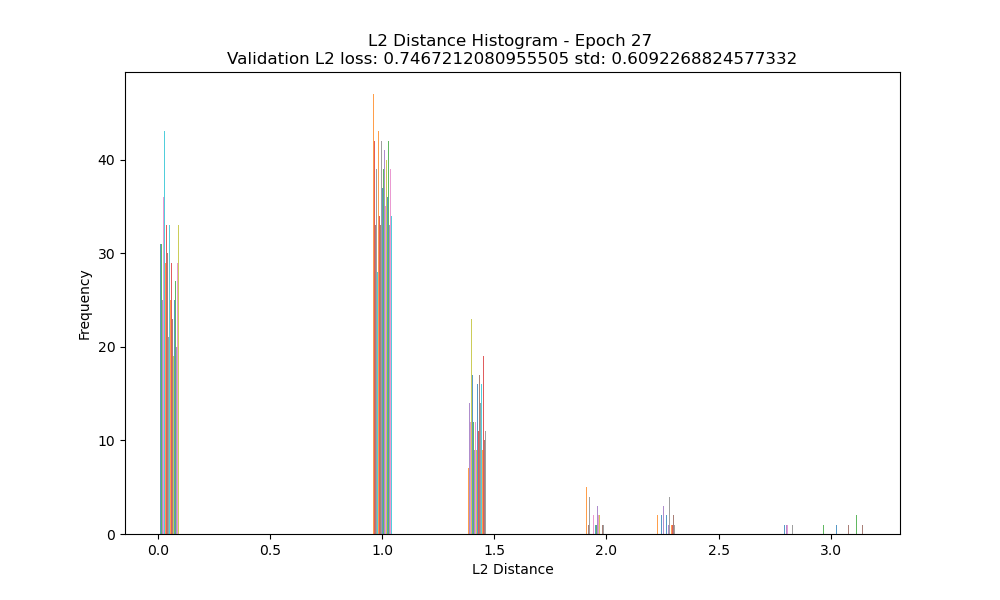 L2 Distance Histogram - Epoch 27
Validation L2 loss: 0.7467212080955505 std: 0.6092268824577332
Frequency
40
30
20
10
0
0.0 0.5 1.0 1.5 2.0 2.5 3.0
L2 Distance